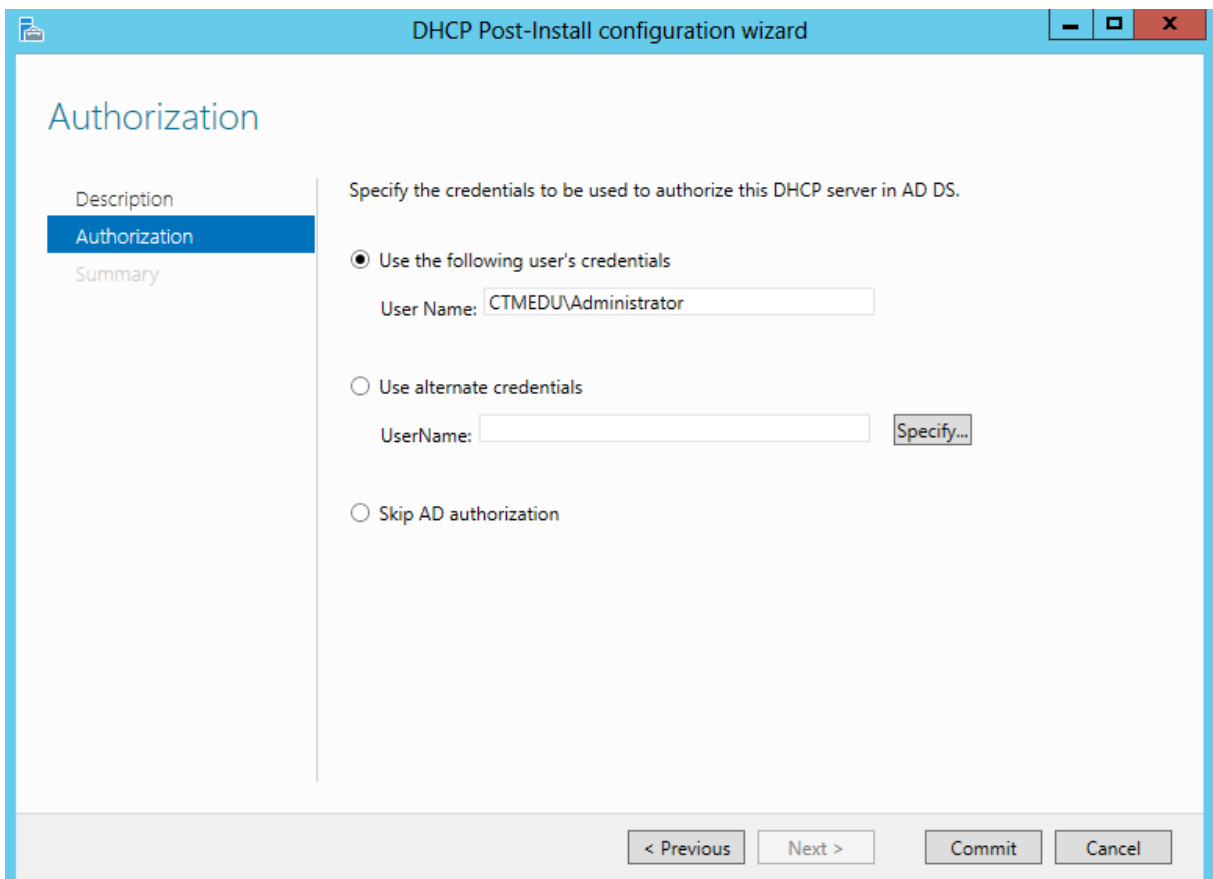 DHCP Post-Install configuration wizard
x
Authorization
Description
Authorization
Summary
Specify the credentials to be used to authorize this DHCP server in AD DS.
Use the following user's credentials
User Name: CTMEDU\Administrator
Use alternate credentials
UserName:
Specify...
Skip AD authorization
< Previous
Next >
Commit
Cancel